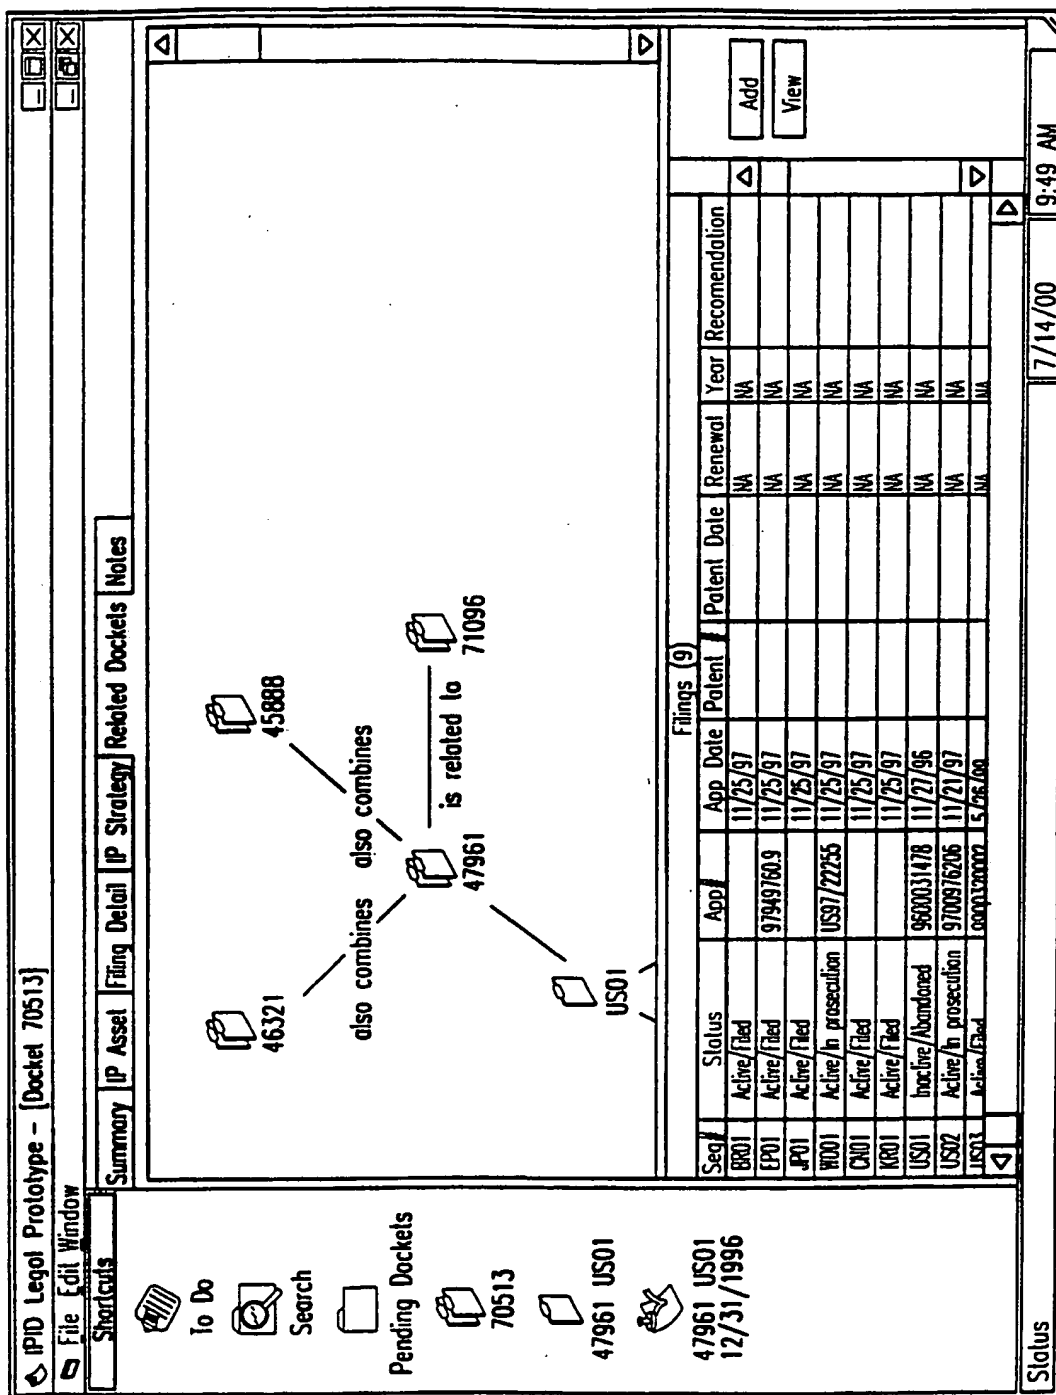 IPID Legal Prototype - [Docket 70513]
File Edit Window
Shortcuts
To Do
Search
Pending Dockets
70513
47961 US01
47961 US01
12/31/1996
Summary IP Asset Filing Detail IP Strategy Related Dockets Notes
46321
45888
also combines also combines
47961
is related to
71096
US01
Filings (9)
Seq# Status App# App Date Patent # Patent Date Renewal Year Recomendation
BR01 Active/Filed 11/25/97 NA NA
EP01 Active/Filed 97949760.9 11/25/97 NA NA
JP01 Active/Filed 11/25/97 NA NA
WO01 Active/In prosecution US97/22255 11/25/97 NA NA
CN01 Active/Filed 11/25/97 NA NA
KR01 Active/Filed 11/25/97 NA NA
US01 Inactive/Abandoned 9600031478 11/27/96 NA NA
US02 Active/In prosecution 9700976206 11/21/97 NA NA
US03 Active/Filed NA NA
Add
View
Status 7/14/00 9:49 AM